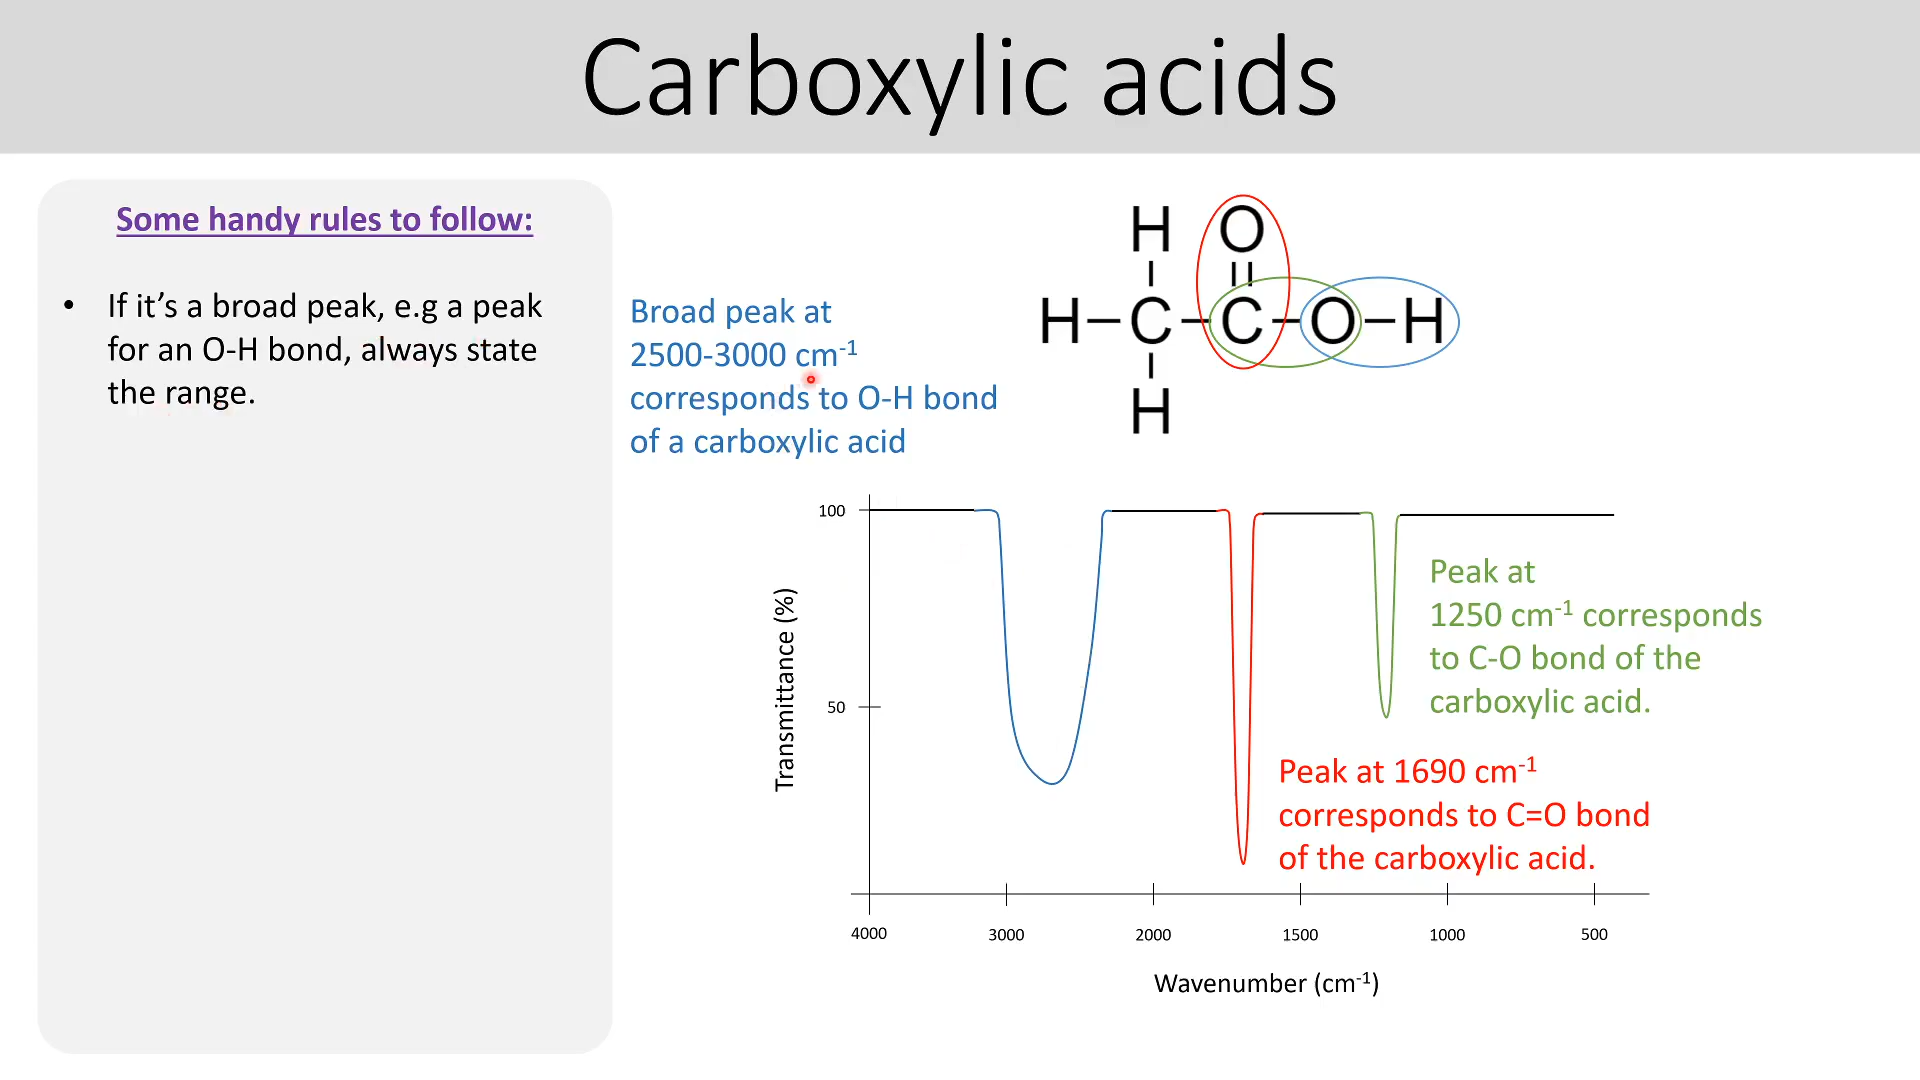 Carboxylic acids
Some handy rules to follow:
• If it’s a broad peak, e.g a peak
for an O-H bond, always state
the range.
Broad peak at
2500-3000 cm⁻¹
corresponds to O-H bond
of a carboxylic acid
H O
H–C–C–O–H
H
100
50
Transmittance (%)
Peak at
1250 cm⁻¹ corresponds
to C-O bond of the
carboxylic acid.
Peak at 1690 cm⁻¹
corresponds to C=O bond
of the carboxylic acid.
4000 3000 2000 1500 1000 500
Wavenumber (cm⁻¹)